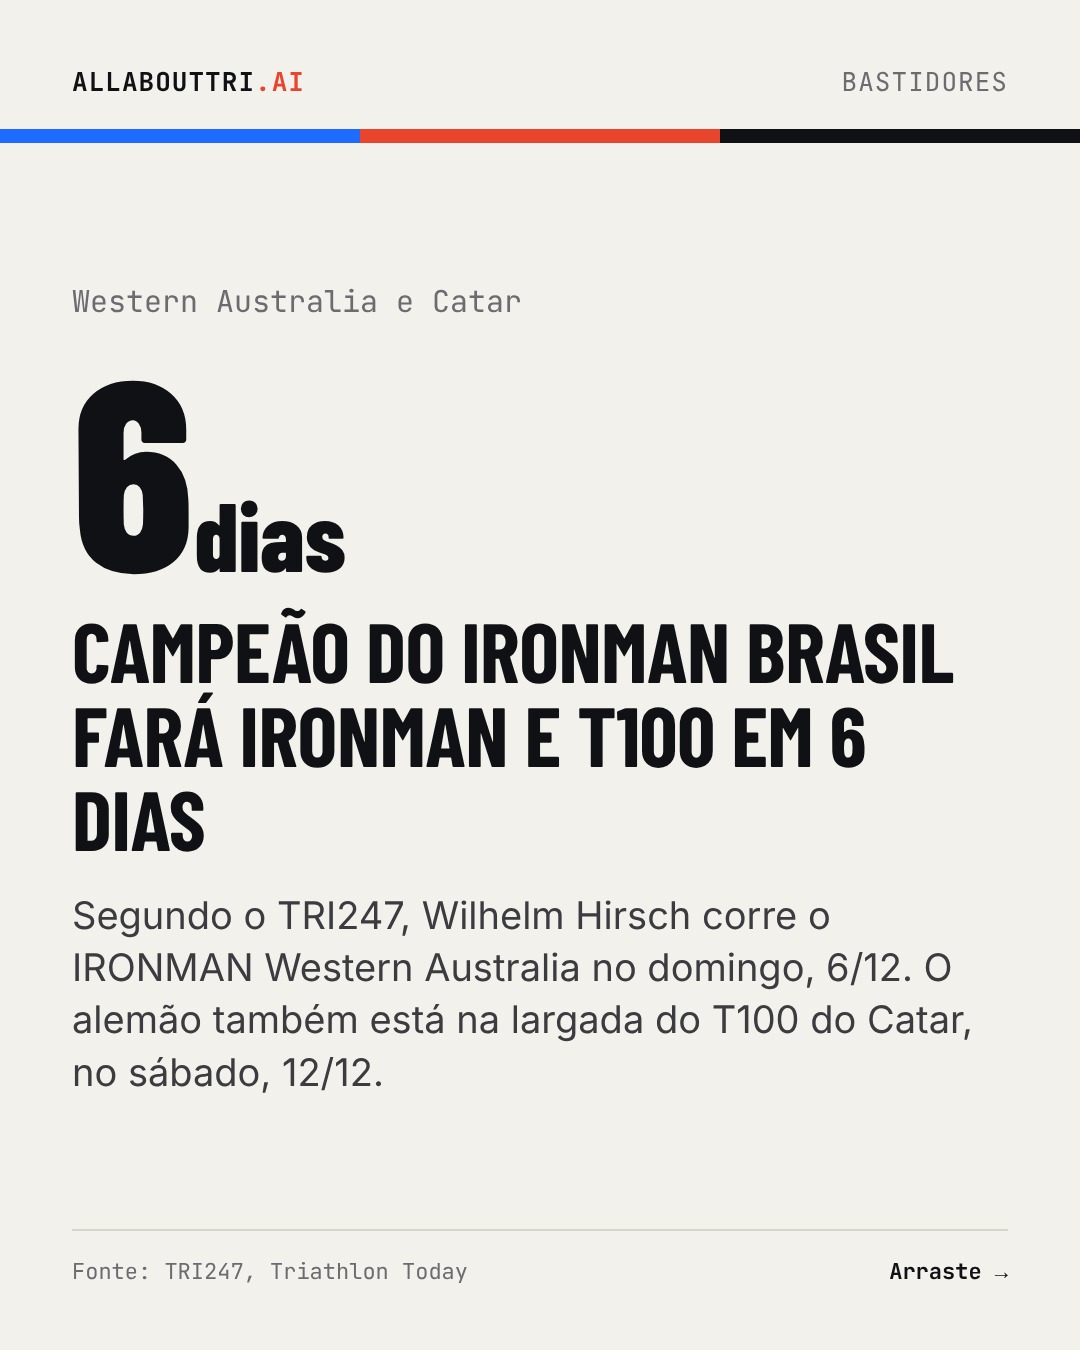 ALLABOUTTRI.AI
BASTIDORES
Western Australia e Catar
6dias
CAMPEÃO DO IRONMAN BRASIL
FARÁ IRONMAN E T100 EM 6
DIAS
Segundo o TRI247, Wilhelm Hirsch corre o
IRONMAN Western Australia no domingo, 6/12. O
alemão também está na largada do T100 do Catar,
no sábado, 12/12.
Fonte: TRI247, Triathlon Today
Arraste →